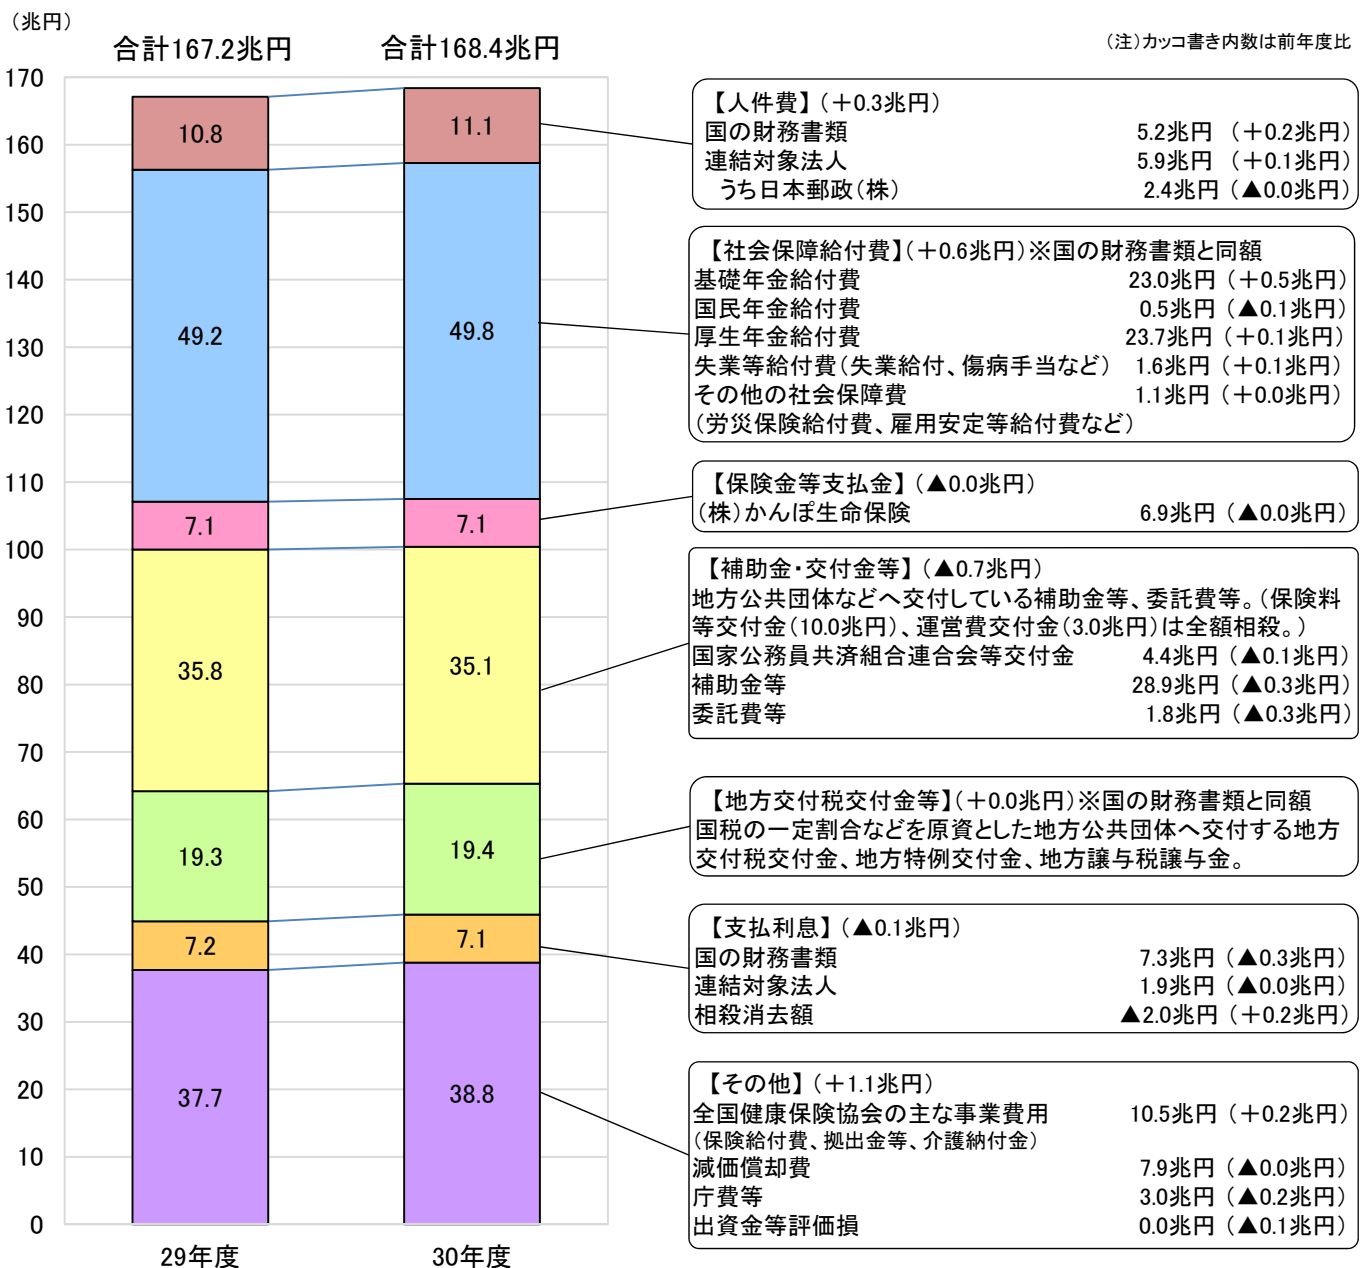 （兆円）
合計167.2兆円
合計168.4兆円
（注）カッコ書き内数は前年度比
170
160
150
140
130
120
110
100
90
80
70
60
50
40
30
20
10
0
10.8
49.2
7.1
35.8
19.3
7.2
37.7
29年度
11.1
49.8
7.1
35.1
19.4
7.1
38.8
30年度
【人件費】（＋0.3兆円）
国の財務書類 5.2兆円（＋0.2兆円）
連結対象法人 5.9兆円（＋0.1兆円）
うち日本郵政（株） 2.4兆円（▲0.0兆円）
【社会保障給付費】（＋0.6兆円）※国の財務書類と同額
基礎年金給付費 23.0兆円（＋0.5兆円）
国民年金給付費 0.5兆円（▲0.1兆円）
厚生年金給付費 23.7兆円（＋0.1兆円）
失業等給付費（失業給付、傷病手当など） 1.6兆円（＋0.1兆円）
その他の社会保障費 1.1兆円（＋0.0兆円）
（労災保険給付費、雇用安定等給付費など）
【保険金等支払金】（▲0.0兆円）
（株）かんぽ生命保険 6.9兆円（▲0.0兆円）
【補助金・交付金等】（▲0.7兆円）
地方公共団体などへ交付している補助金等、委託費等。（保険料
等交付金（10.0兆円）、運営費交付金（3.0兆円）は全額相殺。）
国家公務員共済組合連合会等交付金 4.4兆円（▲0.1兆円）
補助金等 28.9兆円（▲0.3兆円）
委託費等 1.8兆円（▲0.3兆円）
【地方交付税交付金等】（＋0.0兆円）※国の財務書類と同額
国税の一定割合などを原資とした地方公共団体へ交付する地方
交付税交付金、地方特例交付金、地方譲与税譲与金。
【支払利息】（▲0.1兆円）
国の財務書類 7.3兆円（▲0.3兆円）
連結対象法人 1.9兆円（▲0.0兆円）
相殺消去額 ▲2.0兆円（＋0.2兆円）
【その他】（＋1.1兆円）
全国健康保険協会の主な事業費用 10.5兆円（＋0.2兆円）
（保険給付費、拠出金等、介護納付金）
減価償却費 7.9兆円（▲0.0兆円）
庁費等 3.0兆円（▲0.2兆円）
出資金等評価損 0.0兆円（▲0.1兆円）